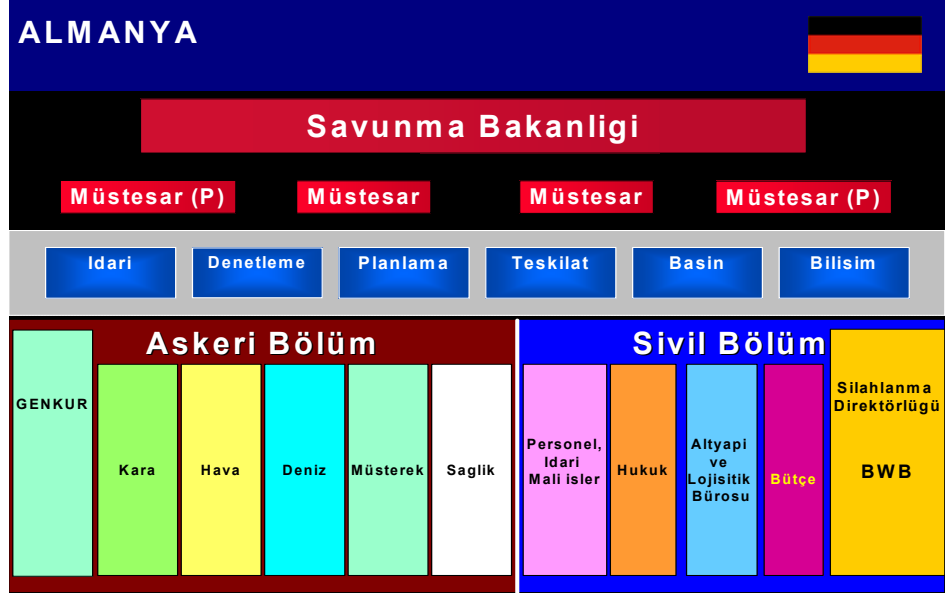 ALMANYA
Savunma Bakanligi
Müstesar (P)
Müstesar
Müstesar
Müstesar (P)
Idari
Denetleme
Planlama
Teskilat
Basin
Bilisim
Askeri Bölüm
GENKUR
Kara
Hava
Deniz
Müsterek
Saglik
Sivil Bölüm
Personel,
Idari
Mali isler
Hukuk
Altyapi
ve
Lojisitik
Bürosu
Bütçe
Silahlanma
Direktörlügü
BWB